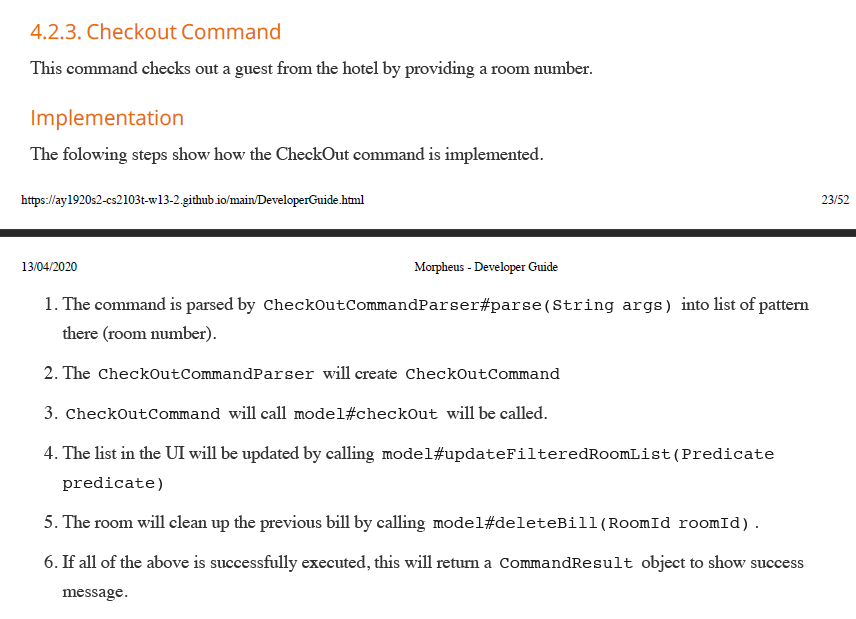 4.2.3. Checkout Command
This command checks out a guest from the hotel by providing a room number.
Implementation
The folowing steps show how the CheckOut command is implemented.
https://ay1920s2-cs2103t-w13-2.github.io/main/DeveloperGuide.html 23/52
13/04/2020 Morpheus - Developer Guide
1. The command is parsed by CheckOutCommandParser#parse(String args) into list of pattern
there (room number).
2. The CheckOutCommandParser will create CheckOutCommand
3. CheckOutCommand will call model#checkOut will be called.
4. The list in the UI will be updated by calling model#updateFilteredRoomList(Predicate
predicate)
5. The room will clean up the previous bill by calling model#deleteBill(RoomId roomId).
6. If all of the above is successfully executed, this will return a CommandResult object to show success
message.